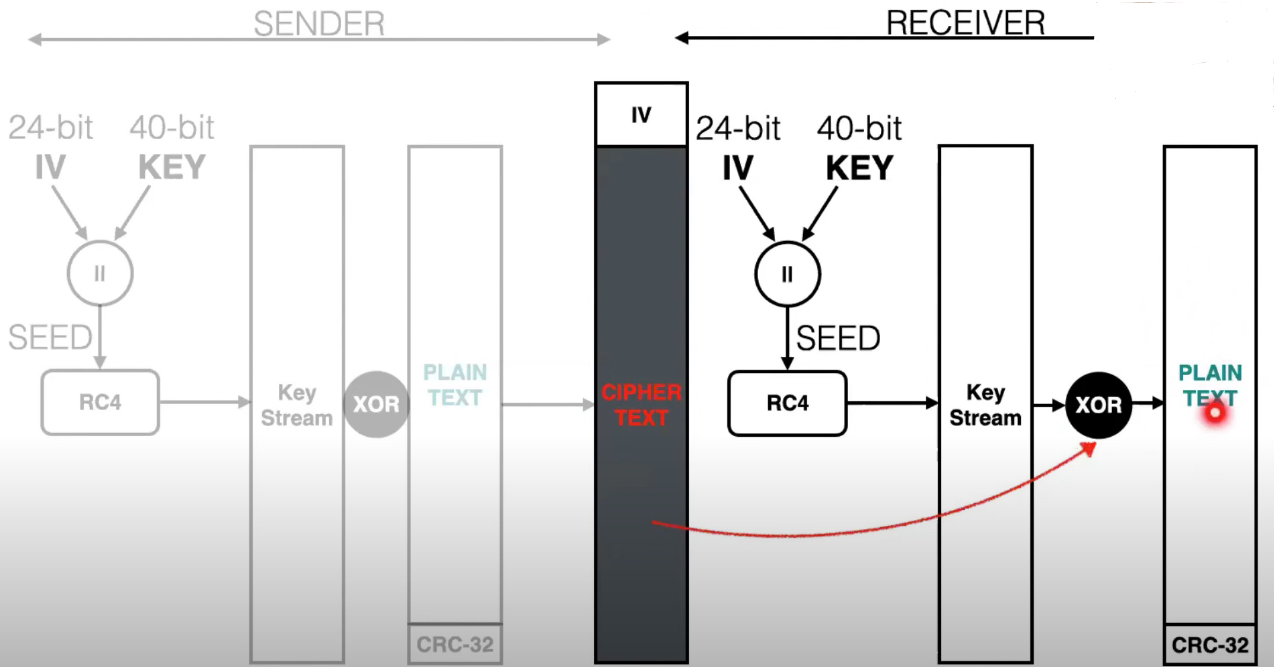 SENDER
RECEIVER
24-bit
IV
40-bit
KEY
II
SEED
RC4
Key
Stream
XOR
PLAIN
TEXT
CRC-32
IV
CIPHER
TEXT
24-bit
IV
40-bit
KEY
II
SEED
RC4
Key
Stream
XOR
PLAIN
TEXT
CRC-32